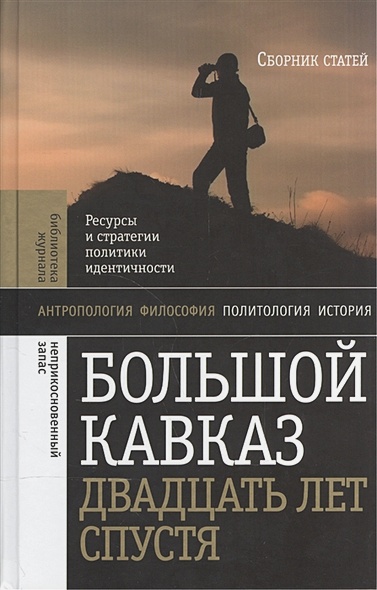 Сборник статей
Ресурсы
и стратегии
политики
идентичности
библиотека
журнала
неприкосновенный
запас
АНТРОПОЛОГИЯ ФИЛОСОФИЯ ПОЛИТОЛОГИЯ ИСТОРИЯ
БОЛЬШОЙ
КАВКАЗ
ДВАДЦАТЬ ЛЕТ
СПУСТЯ